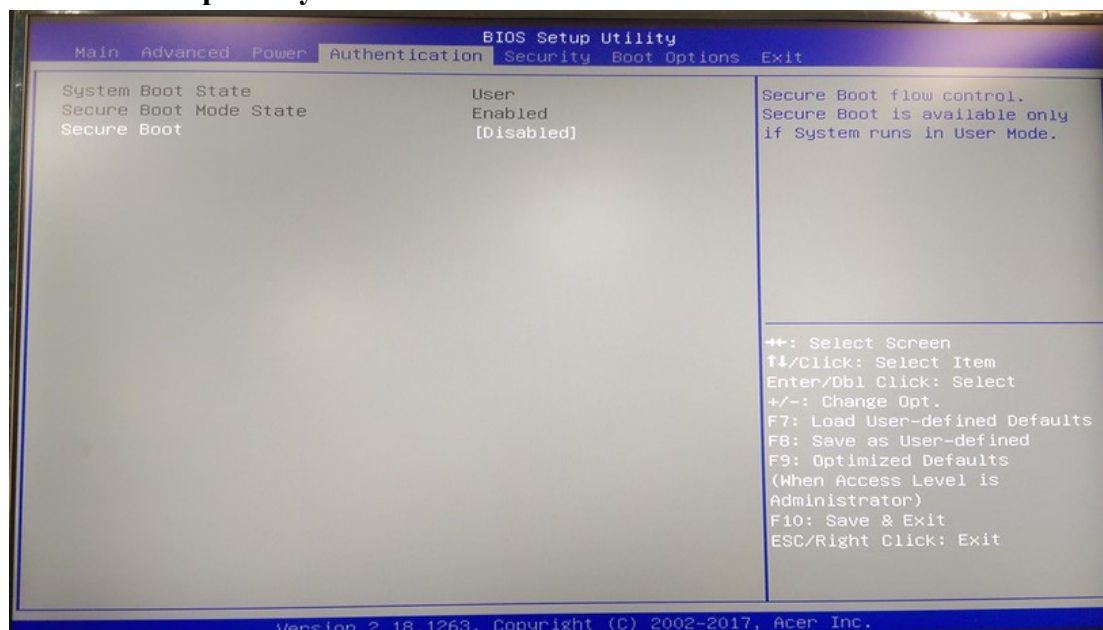 BIOS Setup Utility
Main Advanced Power Authentication Security Boot Options Exit
System Boot State User
Secure Boot Mode State Enabled
Secure Boot [Disabled]
Secure Boot flow control.
Secure Boot is available only
if System runs in User Mode.
→←: Select Screen
↑↓/Click: Select Item
Enter/Dbl Click: Select
+/-: Change Opt.
F7: Load User-defined Defaults
F8: Save as User-defined
F9: Optimized Defaults
(When Access Level is
Administrator)
F10: Save & Exit
ESC/Right Click: Exit
Version 2.18.1263. Copyright (C) 2002-2017, Acer Inc.